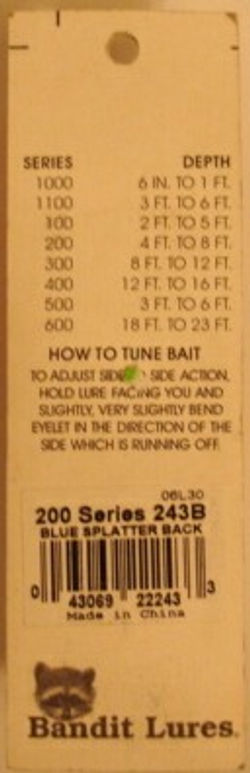 SERIES DEPTH
1000 6 IN. TO 1 FT.
1100 3 FT. TO 6 FT.
100 2 FT TO 5 FT.
200 4 FT TO 8 FT.
300 8 FT. TO 12 FT.
400 12 FT. TO 16 FT.
500 3 FT. TO 6 FT.
600 18 FT. TO 23 FT.
HOW TO TUNE BAIT
TO ADJUST SIDE SIDE ACTION,
HOLD LURE FACING YOU AND
SLIGHTLY, VERY SLIGHTLY BEND
EYELET IN THE DIRECTION OF THE
SIDE WHICH IS RUNNING OFF.
06L30
200 Series 243B
BLUE SPLATTER BACK
0 43069 22243 3
Made in China
Bandit Lures